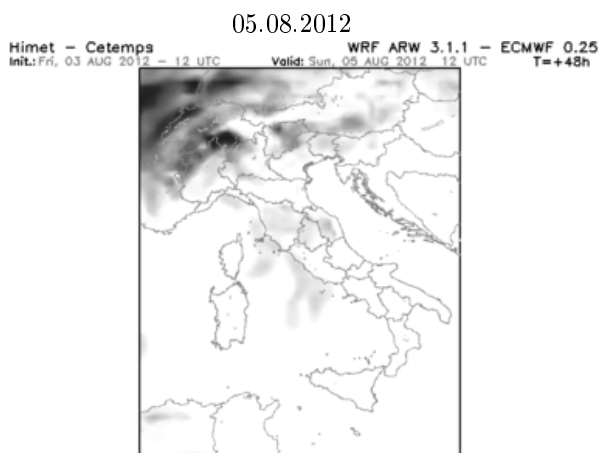 05.08.2012
Himet - Cetemps WRF ARW 3.1.1 - ECMWF 0.25
Init.: Fri, 03 AUG 2012 - 12 UTC Valid: Sun, 05 AUG 2012 12 UTC T=+48h